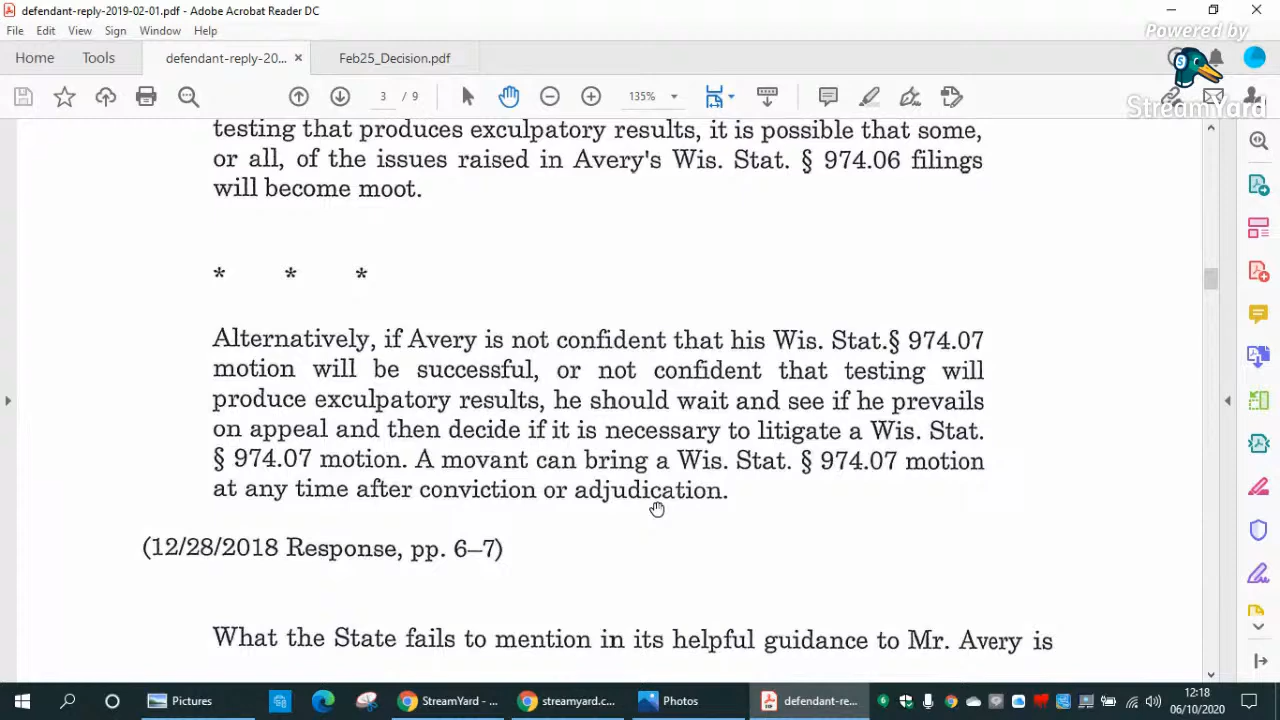 defendant-reply-2019-02-01.pdf - Adobe Acrobat Reader DC
File Edit View Sign Window Help
Powered by
StreamYard
Home Tools defendant-reply-20... × Feb25_Decision.pdf
3 / 9 135%
testing that produces exculpatory results, it is possible that some,
or all, of the issues raised in Avery's Wis. Stat. § 974.06 filings
will become moot.
* * *
Alternatively, if Avery is not confident that his Wis. Stat.§ 974.07
motion will be successful, or not confident that testing will
produce exculpatory results, he should wait and see if he prevails
on appeal and then decide if it is necessary to litigate a Wis. Stat.
§ 974.07 motion. A movant can bring a Wis. Stat. § 974.07 motion
at any time after conviction or adjudication.
(12/28/2018 Response, pp. 6–7)
What the State fails to mention in its helpful guidance to Mr. Avery is
Pictures StreamYard - ... streamyard.c... Photos defendant-re... 12:18
06/10/2020